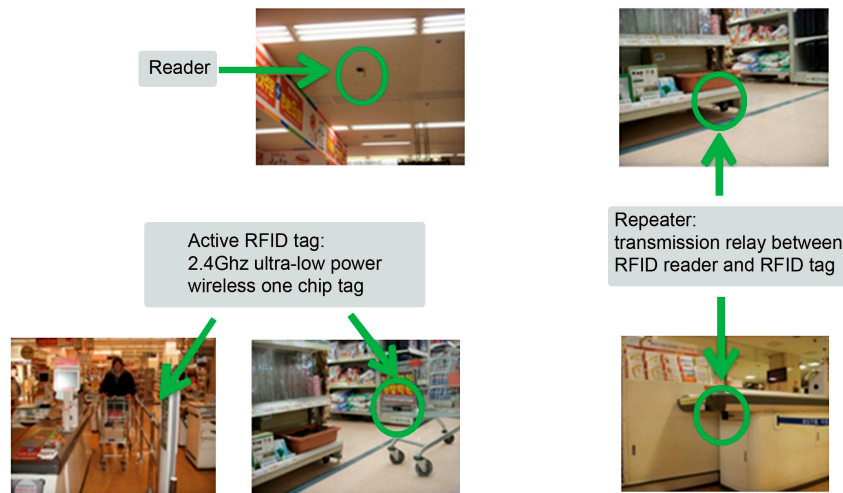 Reader
Active RFID tag:
2.4Ghz ultra-low power
wireless one chip tag
Repeater:
transmission relay between
RFID reader and RFID tag